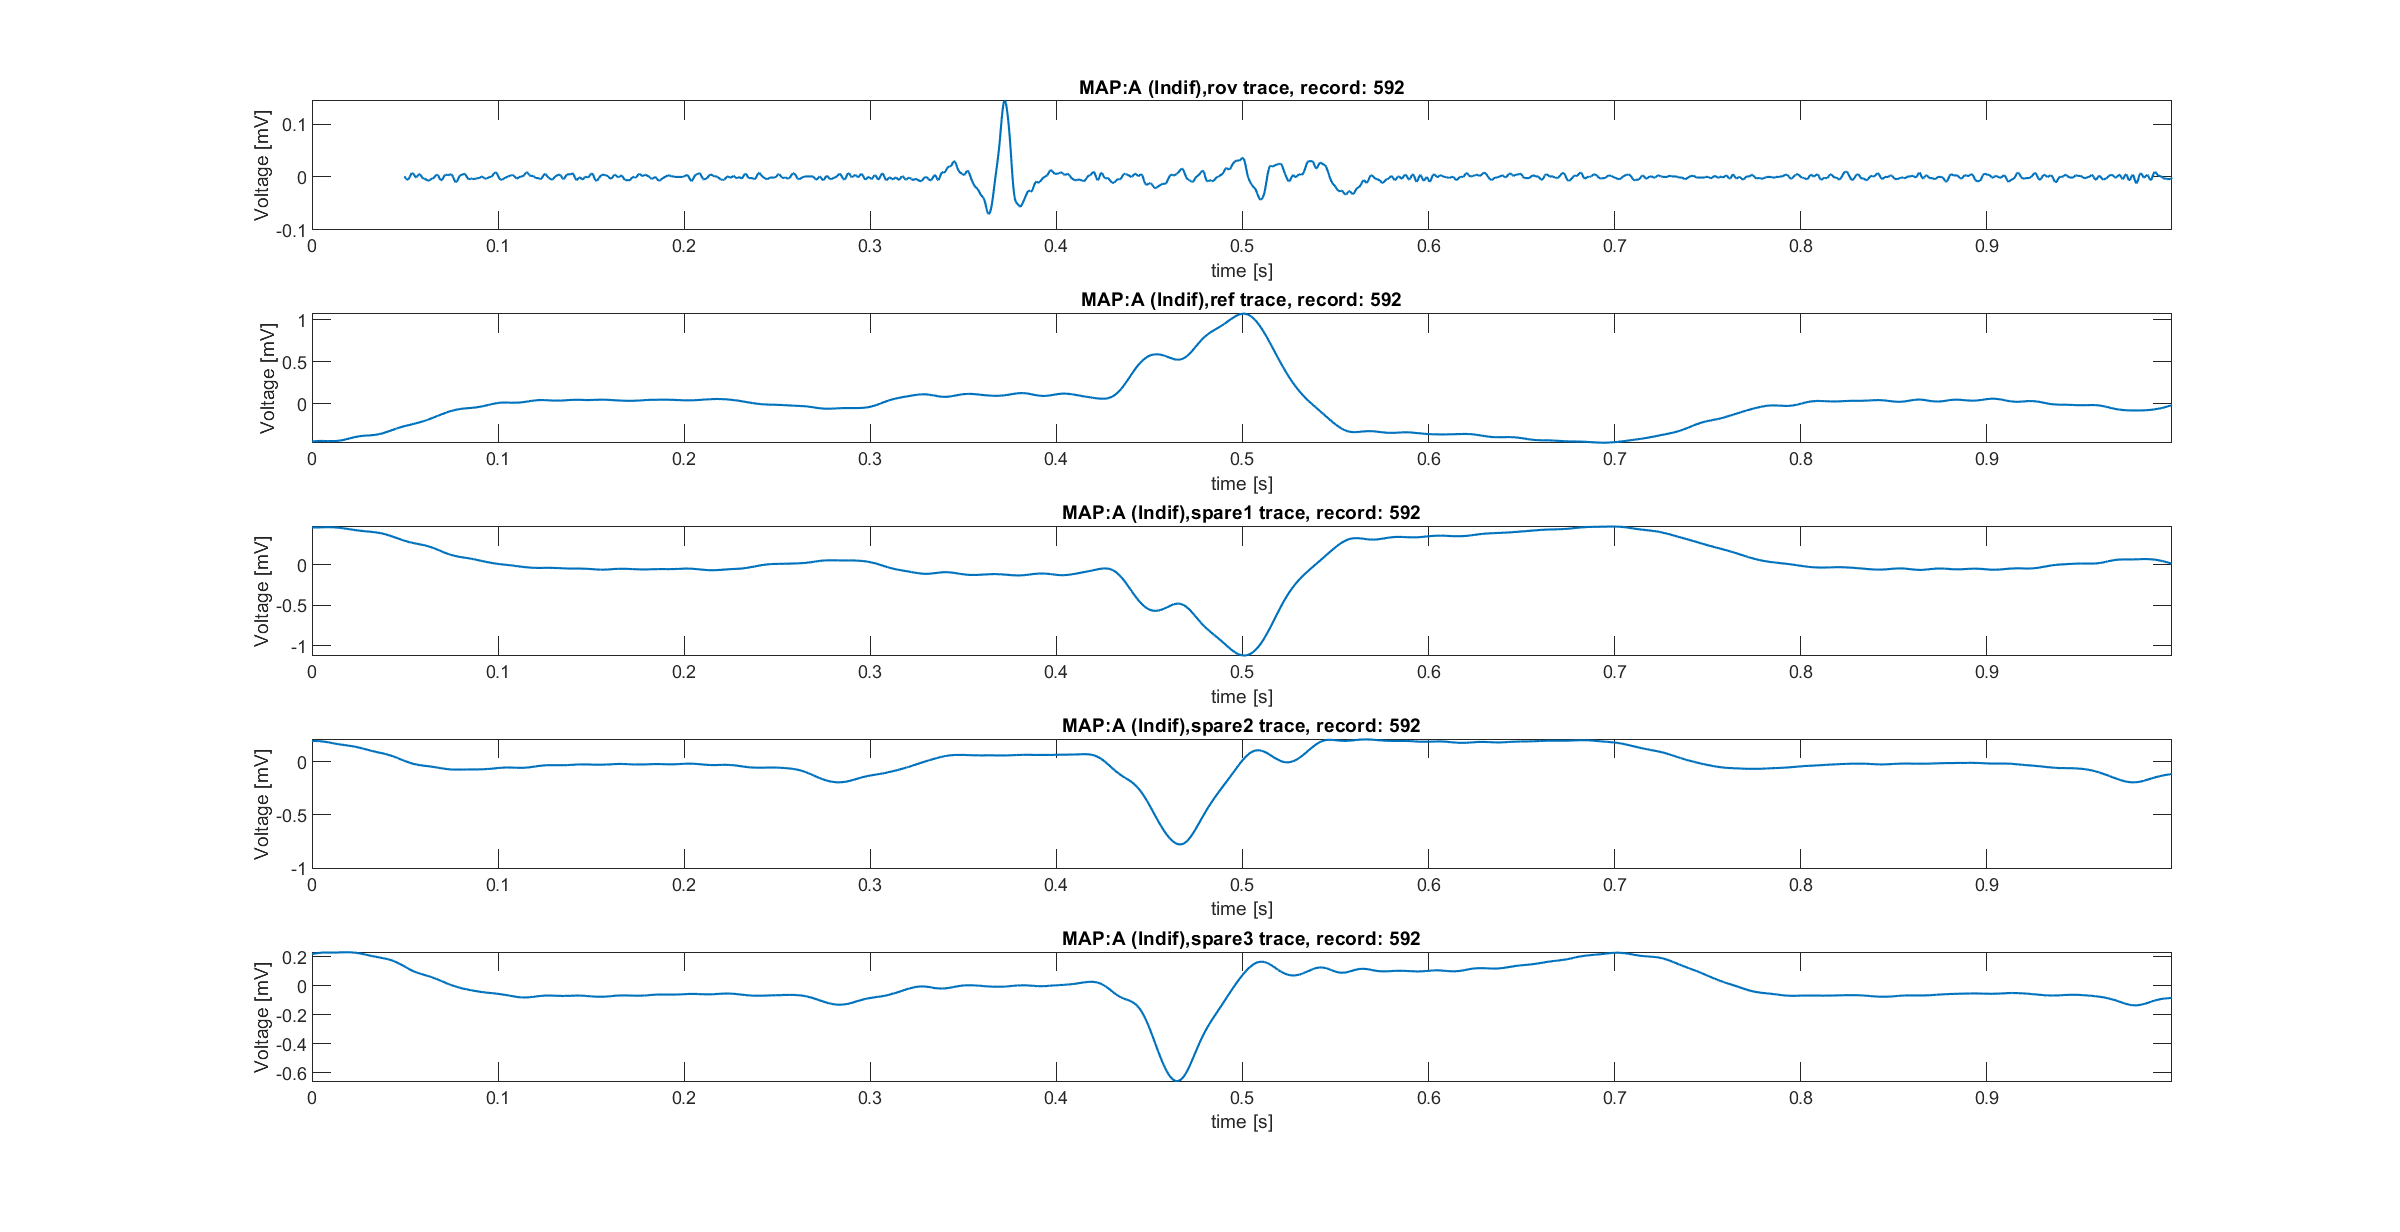 MAP:A (Indif),rov trace, record: 592
Voltage [mV]
0.1
0
-0.1
0 0.1 0.2 0.3 0.4 0.5 0.6 0.7 0.8 0.9
time [s]
MAP:A (Indif),ref trace, record: 592
Voltage [mV]
1
0.5
0
0 0.1 0.2 0.3 0.4 0.5 0.6 0.7 0.8 0.9
time [s]
MAP:A (Indif),spare1 trace, record: 592
Voltage [mV]
0
-0.5
-1
0 0.1 0.2 0.3 0.4 0.5 0.6 0.7 0.8 0.9
time [s]
MAP:A (Indif),spare2 trace, record: 592
Voltage [mV]
0
-0.5
-1
0 0.1 0.2 0.3 0.4 0.5 0.6 0.7 0.8 0.9
time [s]
MAP:A (Indif),spare3 trace, record: 592
Voltage [mV]
0.2
0
-0.2
-0.4
-0.6
0 0.1 0.2 0.3 0.4 0.5 0.6 0.7 0.8 0.9
time [s]